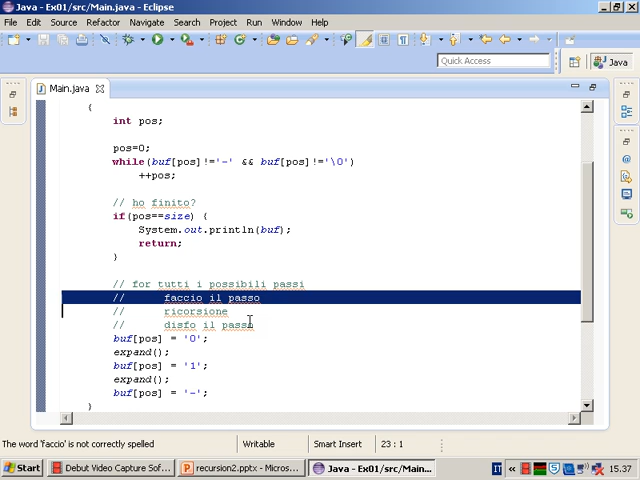 Java - Ex01/src/Main.java - Eclipse
File Edit Source Refactor Navigate Search Project Run Window Help
Quick Access
Java
Main.java
{
int pos;
pos=0;
while(buf[pos]!='-' && buf[pos]!='\0')
++pos;
// ho finito?
if(pos==size) {
System.out.println(buf);
return;
}
// for tutti i possibili passi
// faccio il passo
// ricorsione
// disfo il passo
buf[pos] = '0';
expand();
buf[pos] = '1';
expand();
buf[pos] = '-';
}
The word 'faccio' is not correctly spelled
Writable
Smart Insert
23 : 1
Start
Debut Video Capture Sof...
recursion2.pptx - Micros...
Java - Ex01/src/Main....
IT
15.37